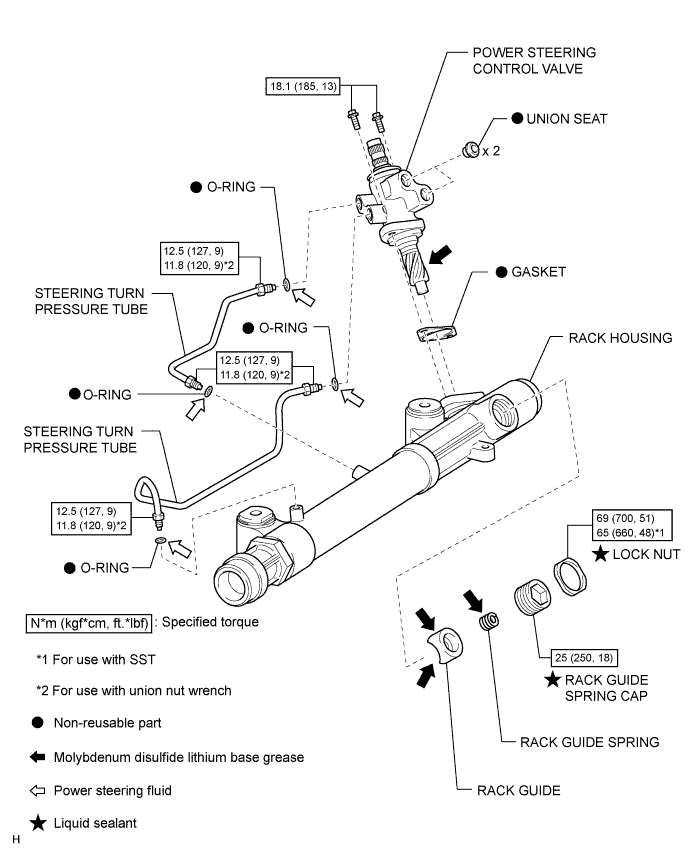 POWER STEERING
CONTROL VALVE
18.1 (185, 13)
● UNION SEAT
x 2
● O-RING
12.5 (127, 9)
11.8 (120, 9)*2
● GASKET
STEERING TURN
PRESSURE TUBE
● O-RING
RACK HOUSING
12.5 (127, 9)
11.8 (120, 9)*2
● O-RING
STEERING TURN
PRESSURE TUBE
12.5 (127, 9)
11.8 (120, 9)*2
69 (700, 51)
65 (660, 48)*1
★ LOCK NUT
● O-RING
N*m (kgf*cm, ft.*lbf) : Specified torque
25 (250, 18)
*1 For use with SST
★ RACK GUIDE
SPRING CAP
*2 For use with union nut wrench
● Non-reusable part
RACK GUIDE SPRING
Molybdenum disulfide lithium base grease
Power steering fluid
RACK GUIDE
★ Liquid sealant
H